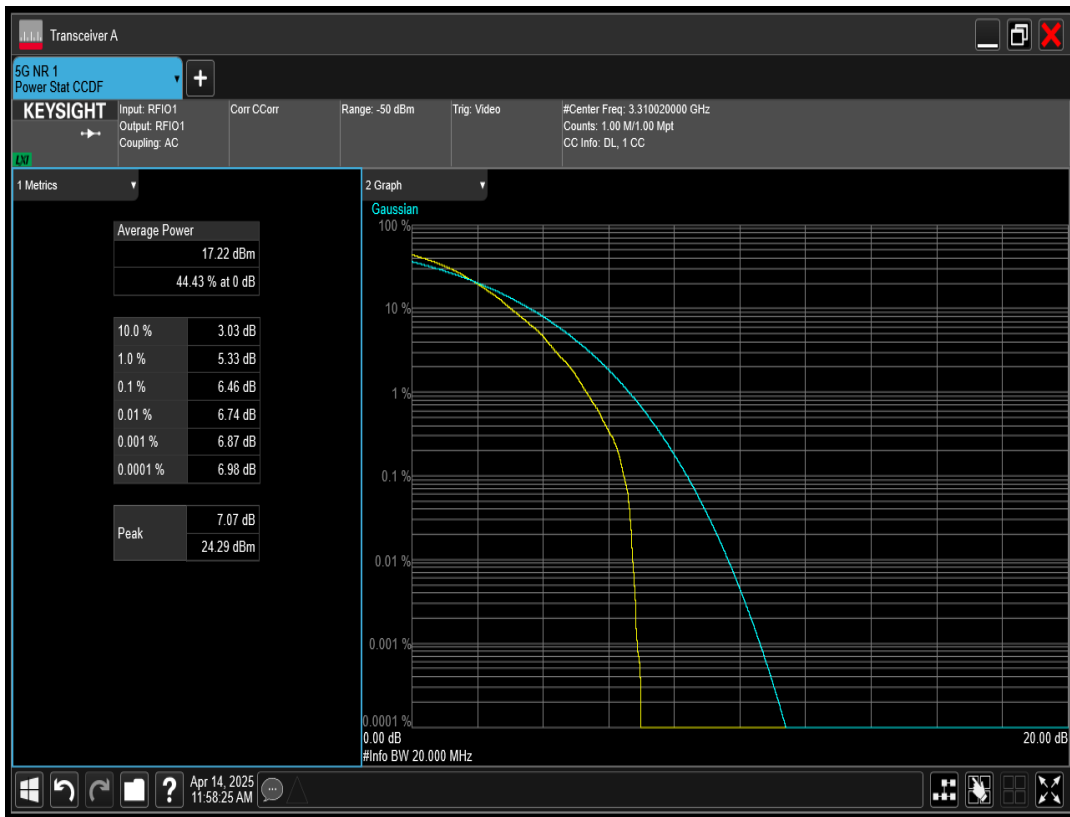 Transceiver A
5G NR 1
Power Stat CCDF
+
KEYSIGHT
LXI
Input: RFIO1
Output: RFIO1
Coupling: AC
Corr CCorr
Range: -50 dBm
Trig: Video
#Center Freq: 3.310020000 GHz
Counts: 1.00 M/1.00 Mpt
CC Info: DL, 1 CC
1 Metrics
Average Power
17.22 dBm
44.43 % at 0 dB
10.0 % 3.03 dB
1.0 % 5.33 dB
0.1 % 6.46 dB
0.01 % 6.74 dB
0.001 % 6.87 dB
0.0001 % 6.98 dB
Peak 7.07 dB
24.29 dBm
2 Graph
Gaussian
100 %
10 %
1 %
0.1 %
0.01 %
0.001 %
0.0001 %
0.00 dB 20.00 dB
#Info BW 20.000 MHz
?
Apr 14, 2025
11:58:25 AM